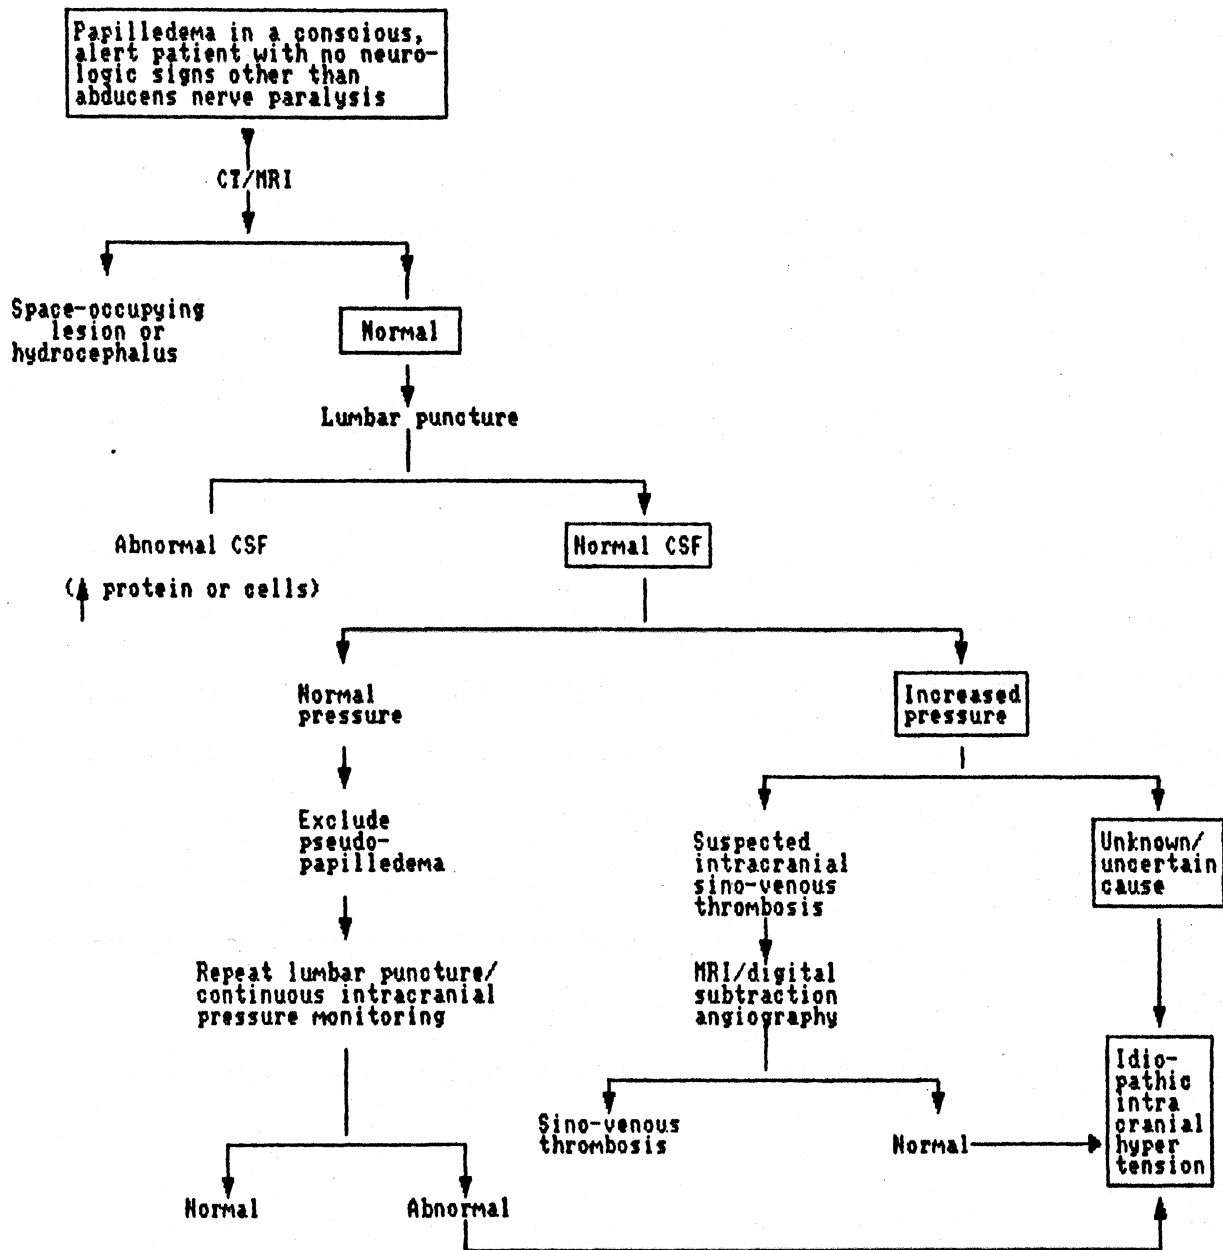 Papilledema in a conscious,
alert patient with no neuro-
logic signs other than
abducens nerve paralysis
CT/MRI
Space-occupying
lesion or
hydrocephalus
Normal
Lumbar puncture
Abnormal CSF
( protein or cells)
Normal CSF
Normal
pressure
Increased
pressure
Exclude
pseudo-
papilledema
Suspected
intracranial
sino-venous
thrombosis
Unknown/
uncertain
cause
Repeat lumbar puncture/
continuous intracranial
pressure monitoring
MRI/digital
subtraction
angiography
Idio-
pathic
intra
cranial
hyper
tension
Sino-venous
thrombosis
Normal
Normal
Abnormal